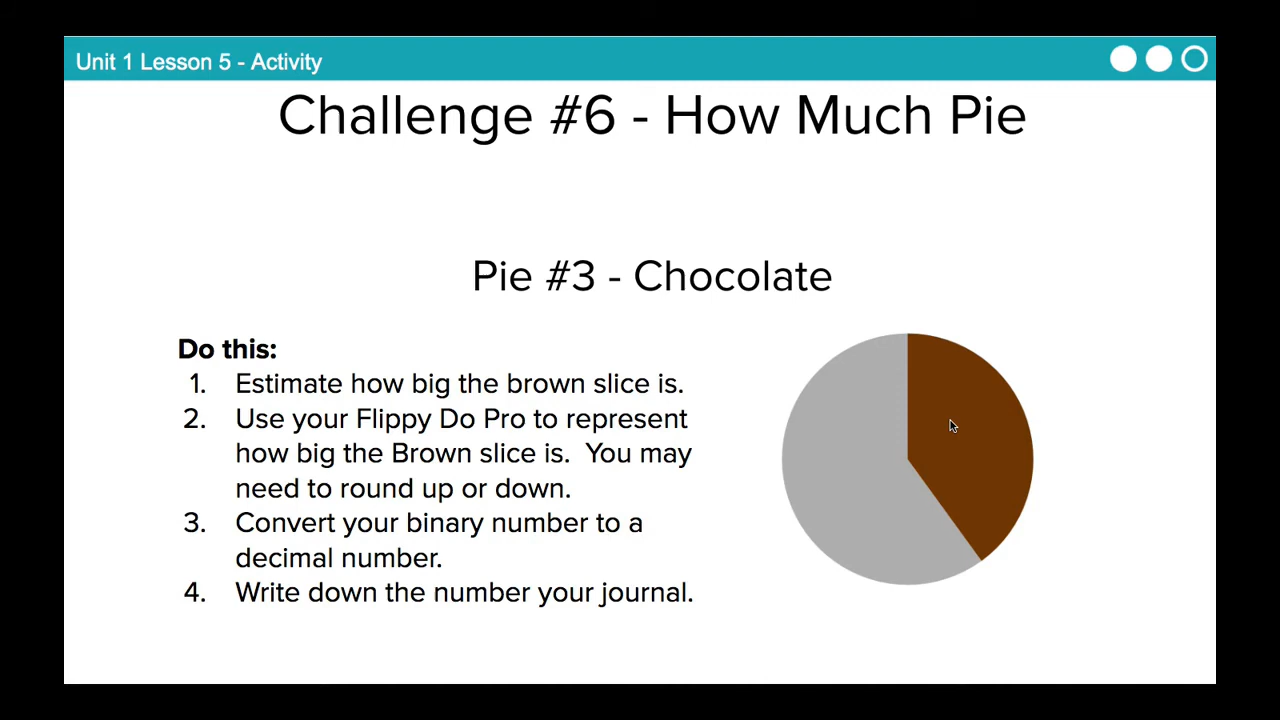 Unit 1 Lesson 5 - Activity
Challenge #6 - How Much Pie
Pie #3 - Chocolate
Do this:
1. Estimate how big the brown slice is.
2. Use your Flippy Do Pro to represent
how big the Brown slice is.  You may
need to round up or down.
3. Convert your binary number to a
decimal number.
4. Write down the number your journal.